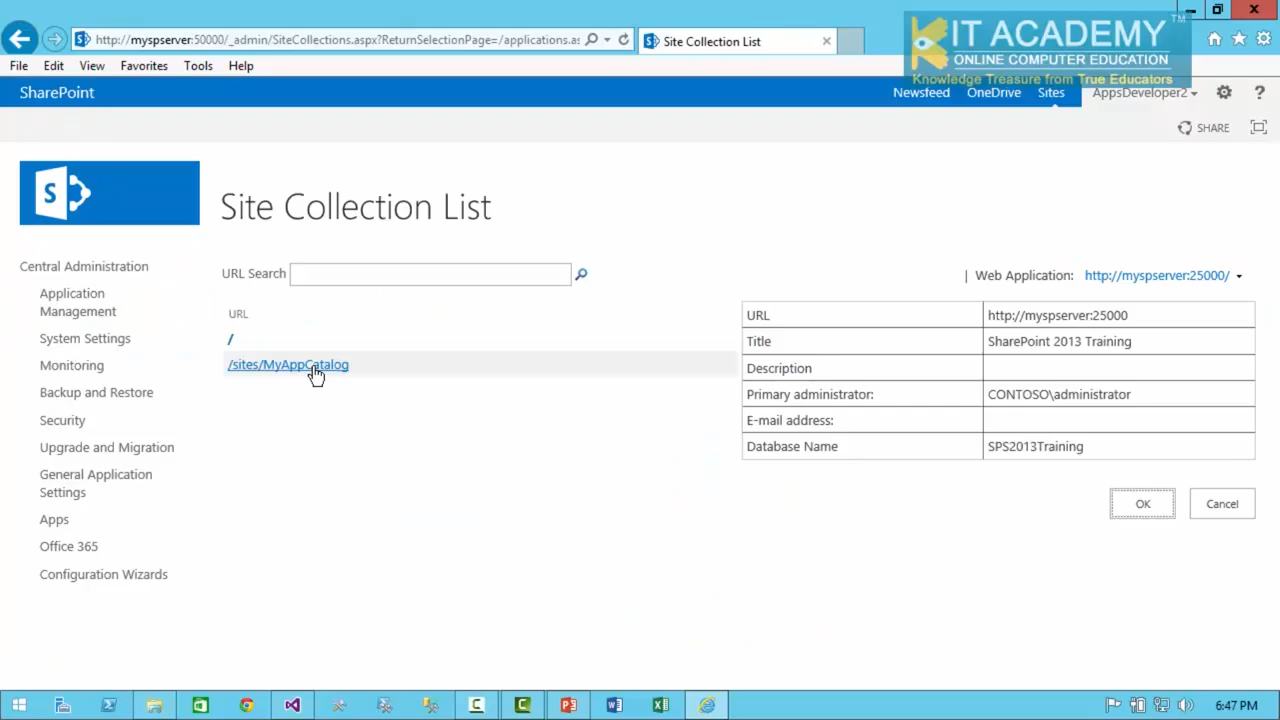 http://myspserver:50000/_admin/SiteCollections.aspx?ReturnSelectionPage=/applications.as
Site Collection List
KIT ACADEMY™
ONLINE COMPUTER EDUCATION
Knowledge Treasure from True Educators
File Edit View Favorites Tools Help
SharePoint
Newsfeed OneDrive Sites AppsDeveloper2 ?
SHARE
S
Site Collection List
Central Administration
Application
Management
System Settings
Monitoring
Backup and Restore
Security
Upgrade and Migration
General Application
Settings
Apps
Office 365
Configuration Wizards
URL Search
URL
/
/sites/MyAppCatalog
| Web Application: http://myspserver:25000/
URL http://myspserver:25000
Title SharePoint 2013 Training
Description
Primary administrator: CONTOSO\administrator
E-mail address:
Database Name SPS2013Training
OK Cancel
6:47 PM